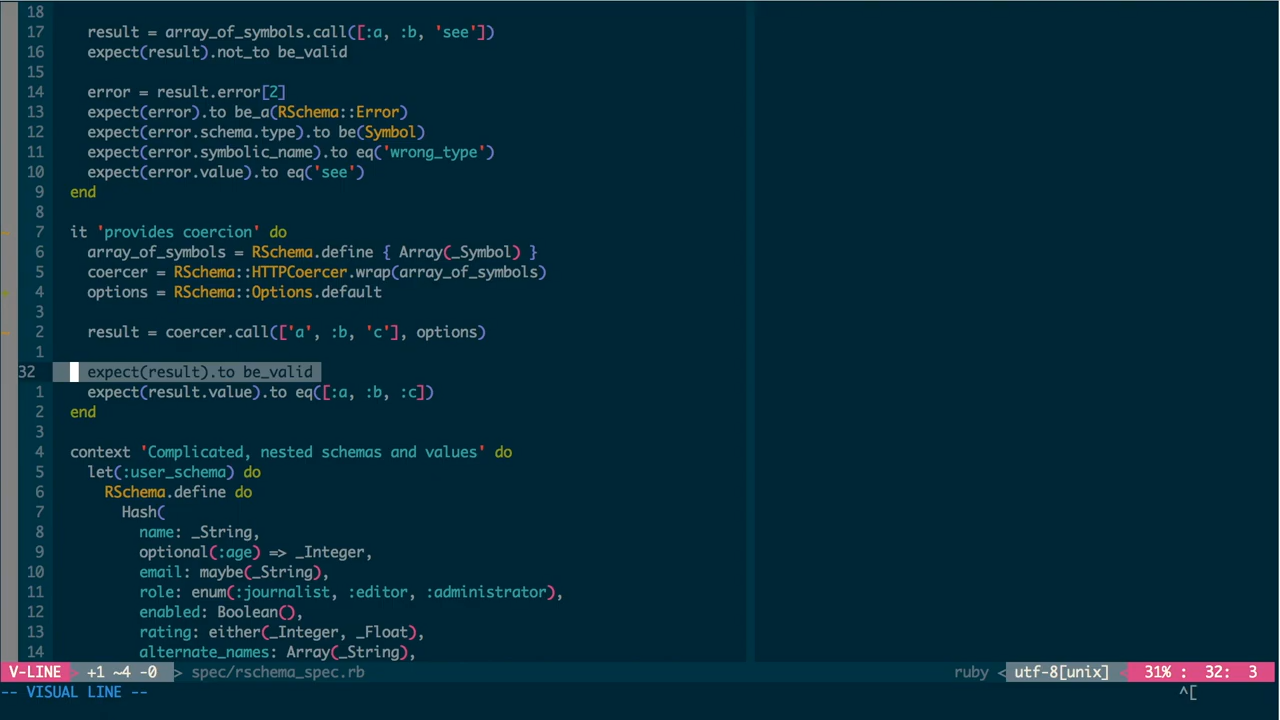 18
17 result = array_of_symbols.call([:a, :b, 'see'])
16 expect(result).not_to be_valid
15
14 error = result.error[2]
13 expect(error).to be_a(RSchema::Error)
12 expect(error.schema.type).to be(Symbol)
11 expect(error.symbolic_name).to eq('wrong_type')
10 expect(error.value).to eq('see')
9 end
8
7 it 'provides coercion' do
6 array_of_symbols = RSchema.define { Array(_Symbol) }
5 coercer = RSchema::HTTPCoercer.wrap(array_of_symbols)
4 options = RSchema::Options.default
3
2 result = coercer.call(['a', :b, 'c'], options)
1
32 expect(result).to be_valid
1 expect(result.value).to eq([:a, :b, :c])
2 end
3
4 context 'Complicated, nested schemas and values' do
5 let(:user_schema) do
6 RSchema.define do
7 Hash(
8 name: _String,
9 optional(:age) => _Integer,
10 email: maybe(_String),
11 role: enum(:journalist, :editor, :administrator),
12 enabled: Boolean(),
13 rating: either(_Integer, _Float),
14 alternate_names: Array(_String),
V-LINE > +1 ~4 -0 > spec/rschema_spec.rb ruby < utf-8[unix] < 31% : 32: 3
-- VISUAL LINE -- ^[